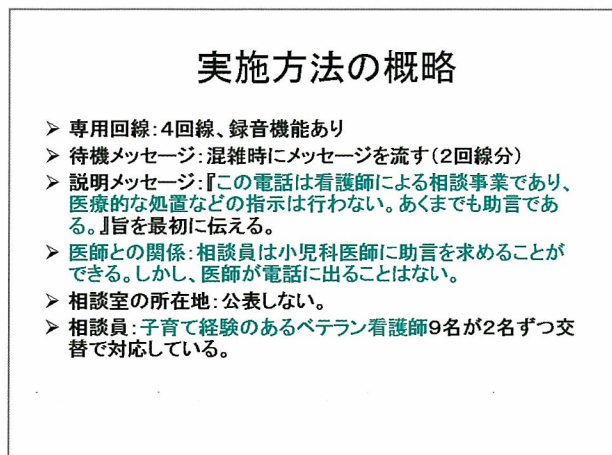 実施方法の概略
➢ 専用回線：4回線、録音機能あり
➢ 待機メッセージ：混雑時にメッセージを流す（2回線分）
➢ 説明メッセージ：『この電話は看護師による相談事業であり、
医療的な処置などの指示は行わない。あくまでも助言であ
る。』旨を最初に伝える。
➢ 医師との関係：相談員は小児科医師に助言を求めることが
できる。しかし、医師が電話に出ることはない。
➢ 相談室の所在地：公表しない。
➢ 相談員：子育て経験のあるベテラン看護師9名が2名ずつ交
替で対応している。